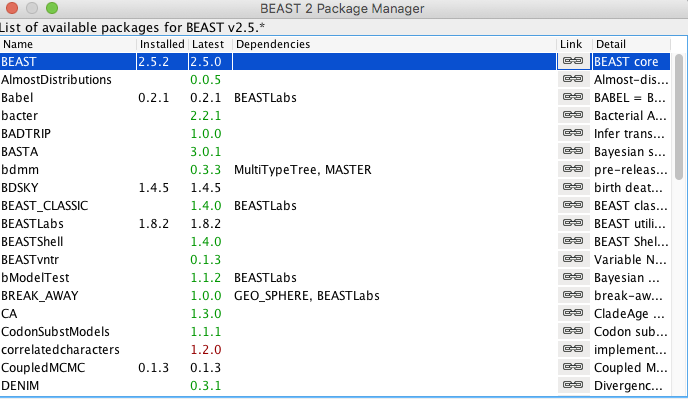 BEAST 2 Package Manager
List of available packages for BEAST v2.5.*
Name Installed Latest Dependencies Link Detail
BEAST 2.5.2 2.5.0 BEAST core
AlmostDistributions 0.0.5 Almost-dis...
Babel 0.2.1 0.2.1 BEASTLabs BABEL = B...
bacter 2.2.1 Bacterial A...
BADTRIP 1.0.0 Infer trans...
BASTA 3.0.1 Bayesian s...
bdmm 0.3.3 MultiTypeTree, MASTER pre-releas...
BDSKY 1.4.5 1.4.5 birth deat...
BEAST_CLASSIC 1.4.0 BEASTLabs BEAST clas...
BEASTLabs 1.8.2 1.8.2 BEAST utili...
BEASTShell 1.4.0 BEAST Shel...
BEASTvntr 0.1.3 Variable N...
bModelTest 1.1.2 BEASTLabs Bayesian ...
BREAK_AWAY 1.0.0 GEO_SPHERE, BEASTLabs break-aw...
CA 1.3.0 CladeAge ...
CodonSubstModels 1.1.1 Codon sub...
correlatedcharacters 1.2.0 implement...
CoupledMCMC 0.1.3 0.1.3 Coupled M...
DENIM 0.3.1 Divergenc...